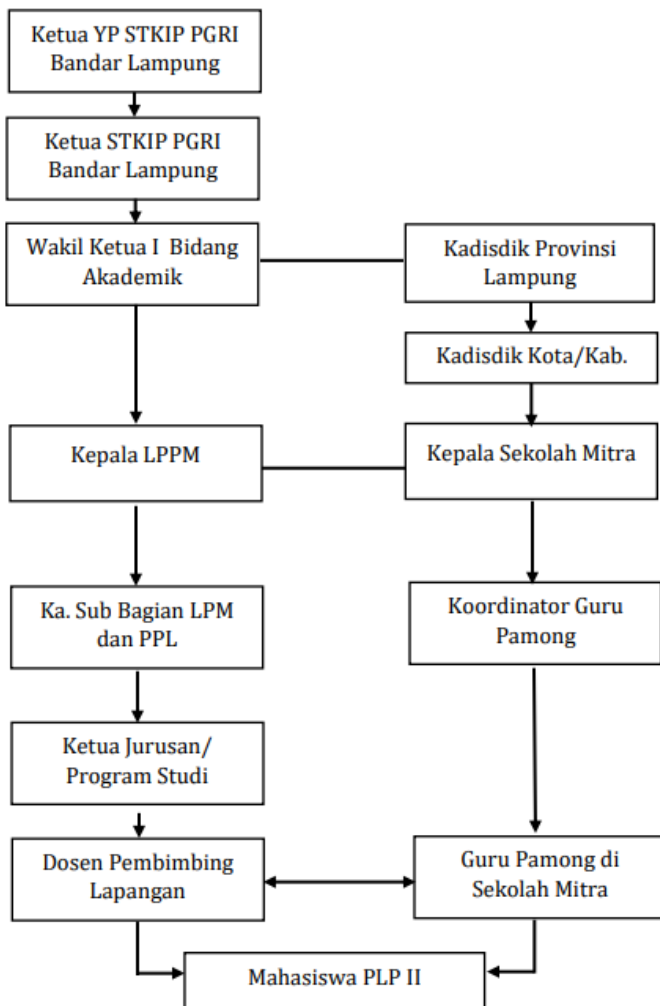 Ketua YP STKIP PGRI
Bandar Lampung
Ketua STKIP PGRI
Bandar Lampung
Wakil Ketua I Bidang
Akademik
Kadisdik Provinsi
Lampung
Kadisdik Kota/Kab.
Kepala LPPM
Kepala Sekolah Mitra
Ka. Sub Bagian LPM
dan PPL
Koordinator Guru
Pamong
Ketua Jurusan/
Program Studi
Dosen Pembimbing
Lapangan
Guru Pamong di
Sekolah Mitra
Mahasiswa PLP II